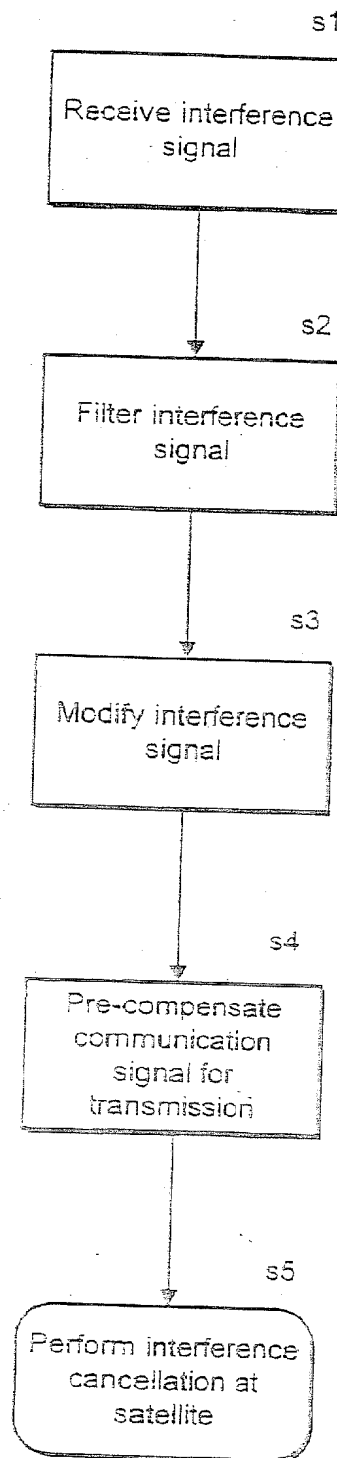 s1
Receive interference
signal
s2
Filter interference
signal
s3
Modify interference
signal
s4
Pre-compensate
communication
signal for
transmission
s5
Perform interference
cancellation at
satellite